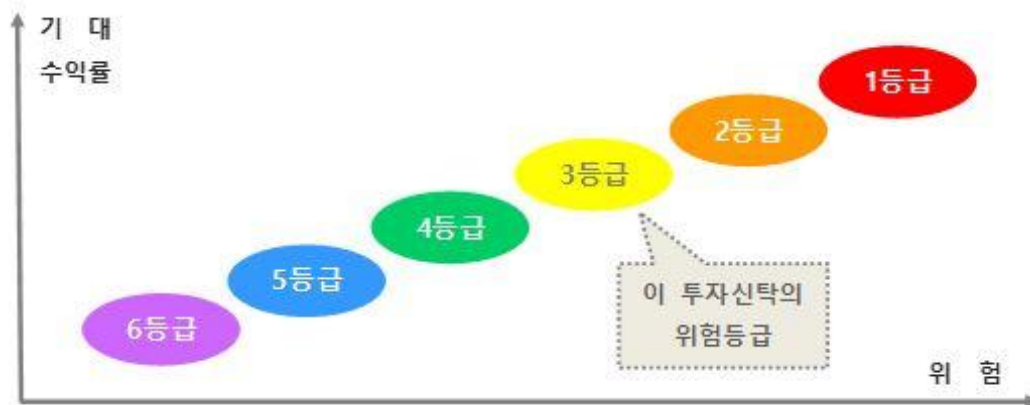 기 대
수익률
1등급
2등급
3등급
4등급
5등급
6등급
이 투자신탁의
위험등급
위 험